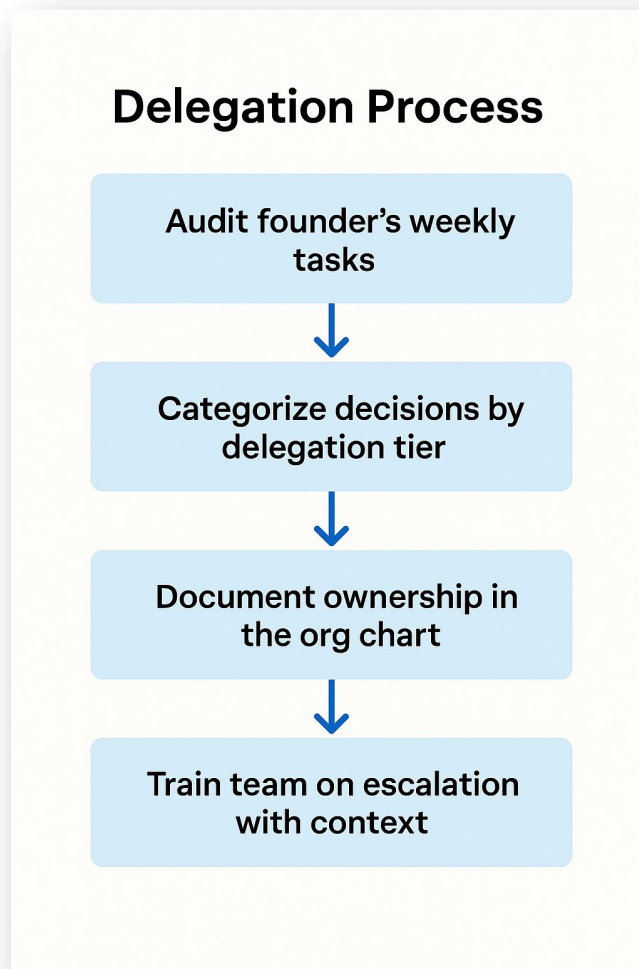 Delegation Process
Audit founder’s weekly
tasks
Categorize decisions by
delegation tier
Document ownership in
the org chart
Train team on escalation
with context